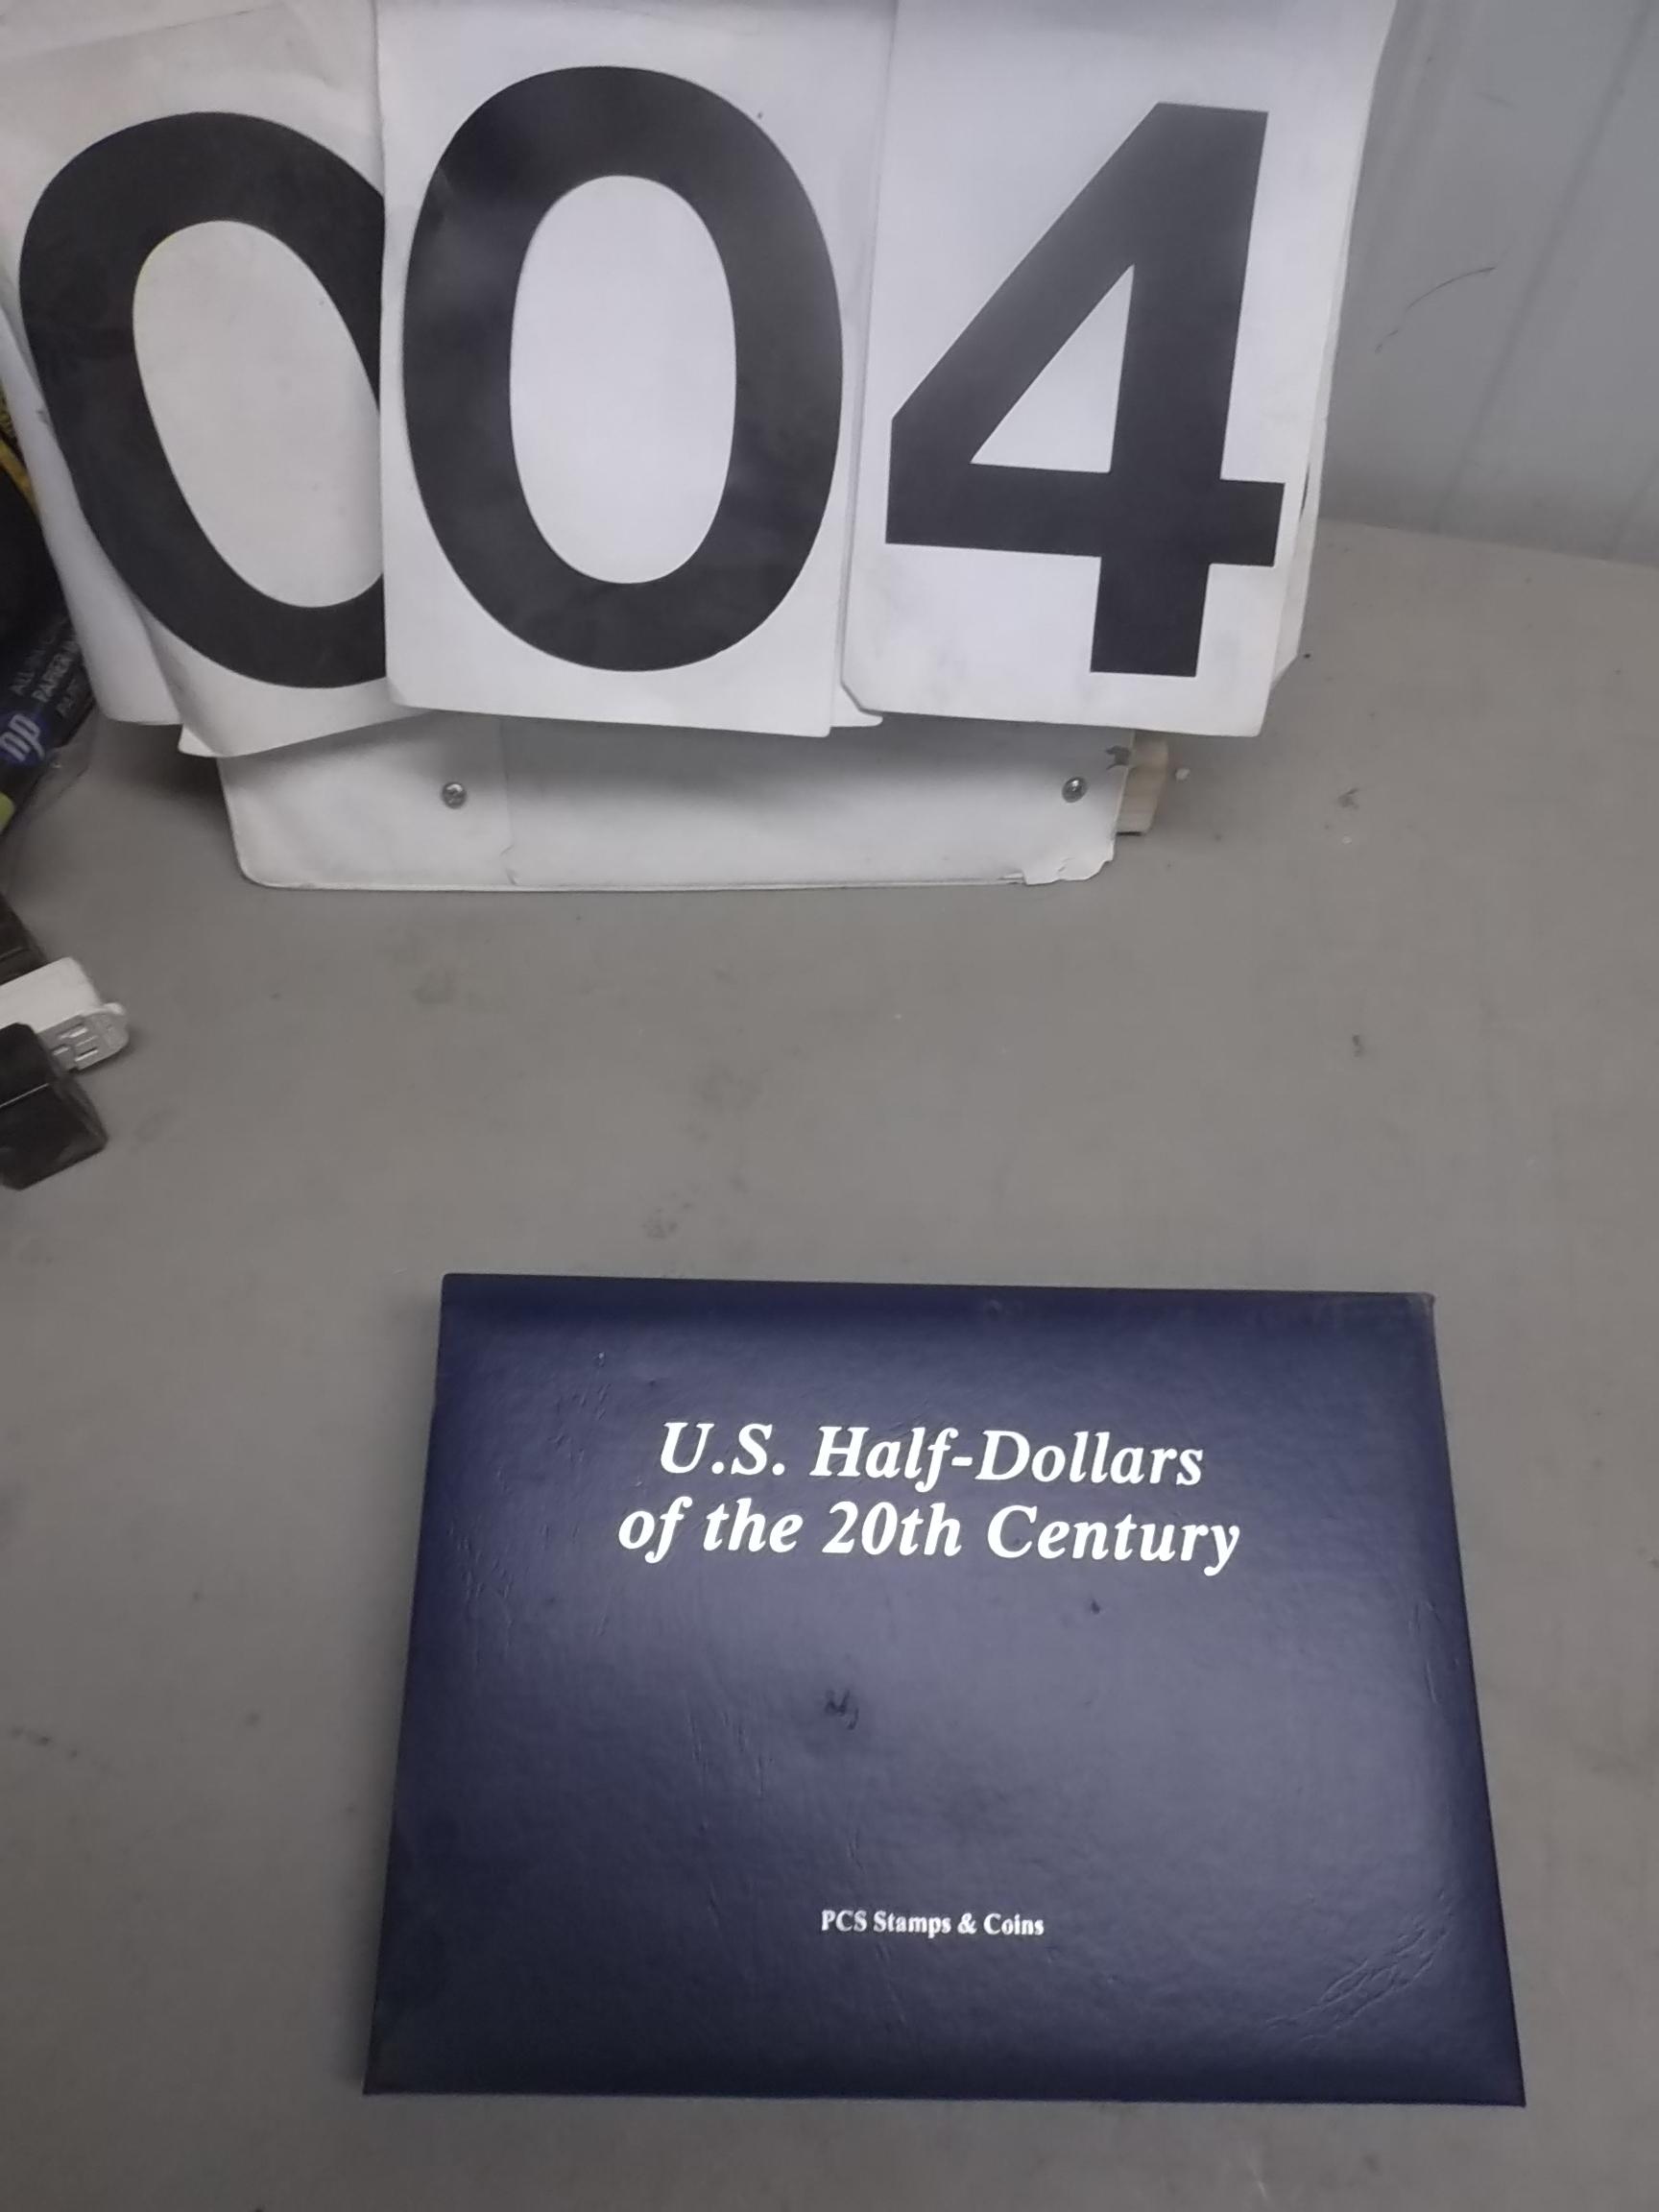 004
U.S. Half-Dollars
of the 20th Century
PCS Stamps & Coins